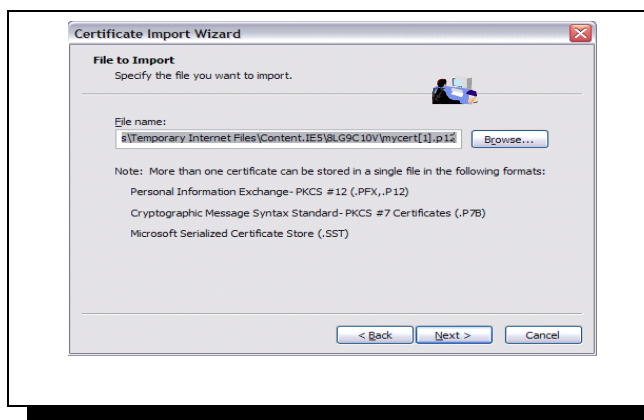 Certificate Import Wizard
File to Import
Specify the file you want to import.
File name:
s\Temporary Internet Files\Content.IE5\8LG9C10V\mycert[1].p12
Browse...
Note: More than one certificate can be stored in a single file in the following formats:
Personal Information Exchange- PKCS #12 (.PFX,.P12)
Cryptographic Message Syntax Standard- PKCS #7 Certificates (.P7B)
Microsoft Serialized Certificate Store (.SST)
< Back Next > Cancel